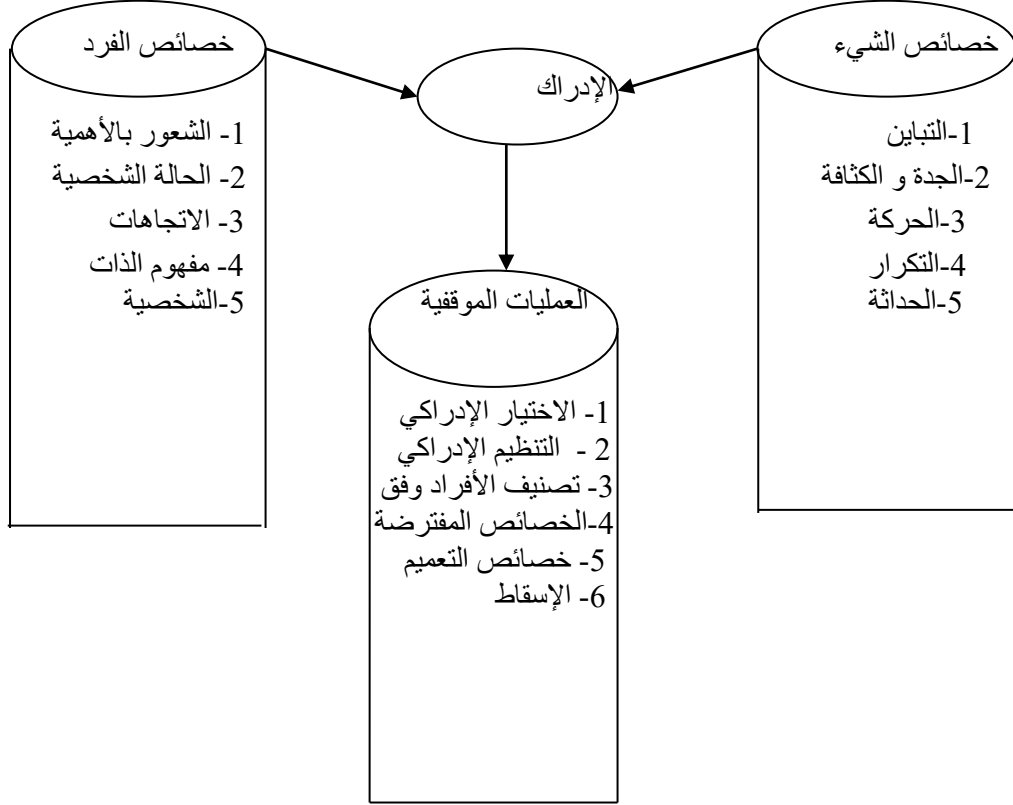 خصائص الشيء
1-التباين
2-الجدة و الكثافة
3-الحركة
4-التكرار
5-الحداثة
الإدراك
خصائص الفرد
1- الشعور بالأهمية
2- الحالة الشخصية
3- الاتجاهات
4- مفهوم الذات
5-الشخصية
العمليات الموقفية
1- الاختيار الإدراكي
2 - التنظيم الإدراكي
3- تصنيف الأفراد وفق
4-الخصائص المفترضة
5- خصائص التعميم
6- الإسقاط